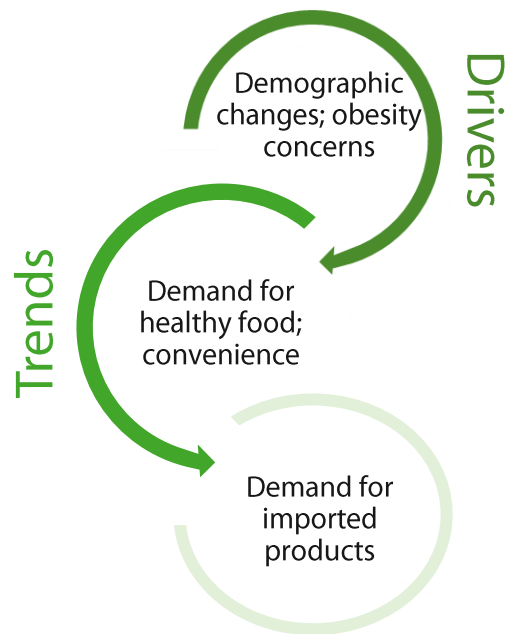 Demographic
changes; obesity
concerns
Drivers
Trends
Demand for
healthy food;
convenience
Demand for
imported
products